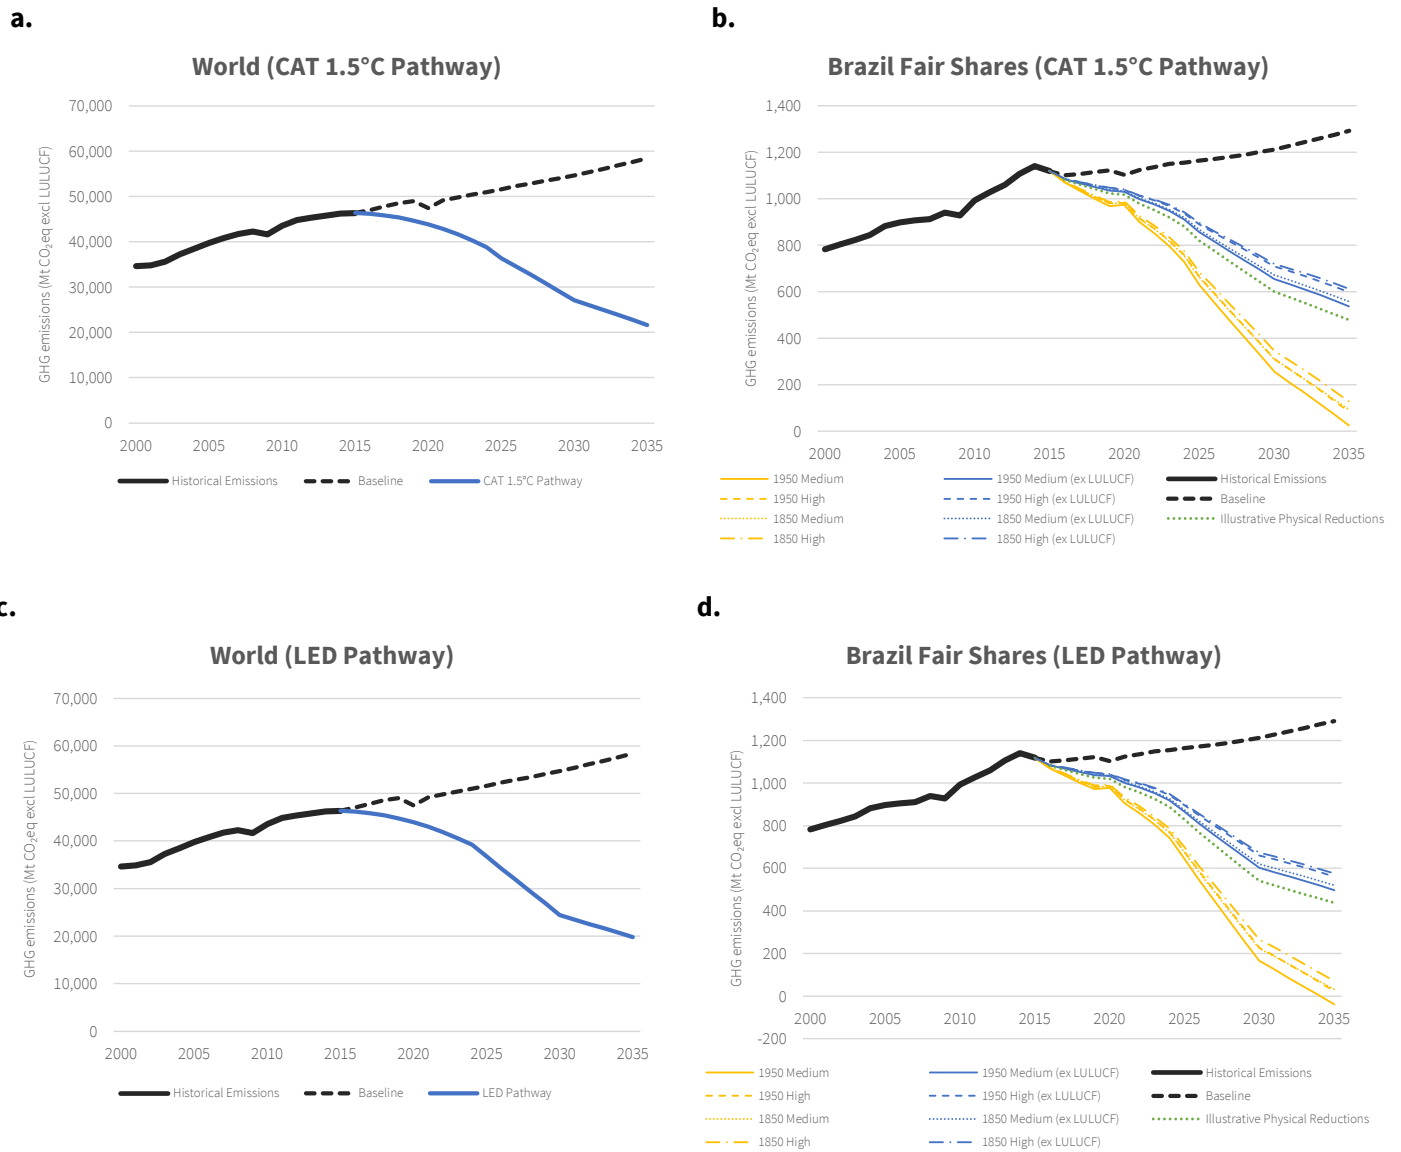 a.
World (CAT 1.5°C Pathway)
GHG emissions (Mt CO₂eq excl LULUCF)
70,000
60,000
50,000
40,000
30,000
20,000
10,000
0
2000 2005 2010 2015 2020 2025 2030 2035
Historical Emissions Baseline CAT 1.5°C Pathway
b.
Brazil Fair Shares (CAT 1.5°C Pathway)
GHG emissions (Mt CO₂eq excl LULUCF)
1,400
1,200
1,000
800
600
400
200
0
2000 2005 2010 2015 2020 2025 2030 2035
1950 Medium 1950 Medium (ex LULUCF) Historical Emissions
1950 High 1950 High (ex LULUCF) Baseline
1850 Medium 1850 Medium (ex LULUCF) Illustrative Physical Reductions
1850 High 1850 High (ex LULUCF)
c.
World (LED Pathway)
GHG emissions (Mt CO₂eq excl LULUCF)
70,000
60,000
50,000
40,000
30,000
20,000
10,000
0
2000 2005 2010 2015 2020 2025 2030 2035
Historical Emissions Baseline LED Pathway
d.
Brazil Fair Shares (LED Pathway)
GHG emissions (Mt CO₂eq excl LULUCF)
1,400
1,200
1,000
800
600
400
200
0
2000 2005 2010 2015 2020 2025 2030 2035
-200
1950 Medium 1950 Medium (ex LULUCF) Historical Emissions
1950 High 1950 High (ex LULUCF) Baseline
1850 Medium 1850 Medium (ex LULUCF) Illustrative Physical Reductions
1850 High 1850 High (ex LULUCF)